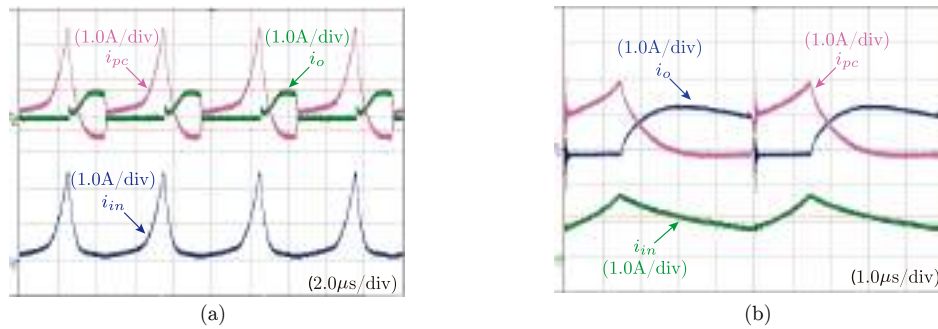 (1.0A/div)
i_pc
(1.0A/div)
i_o
(1.0A/div)
i_in
(2.0μs/div)
(a)
(1.0A/div)
i_o
(1.0A/div)
i_pc
i_in
(1.0A/div)
(1.0μs/div)
(b)